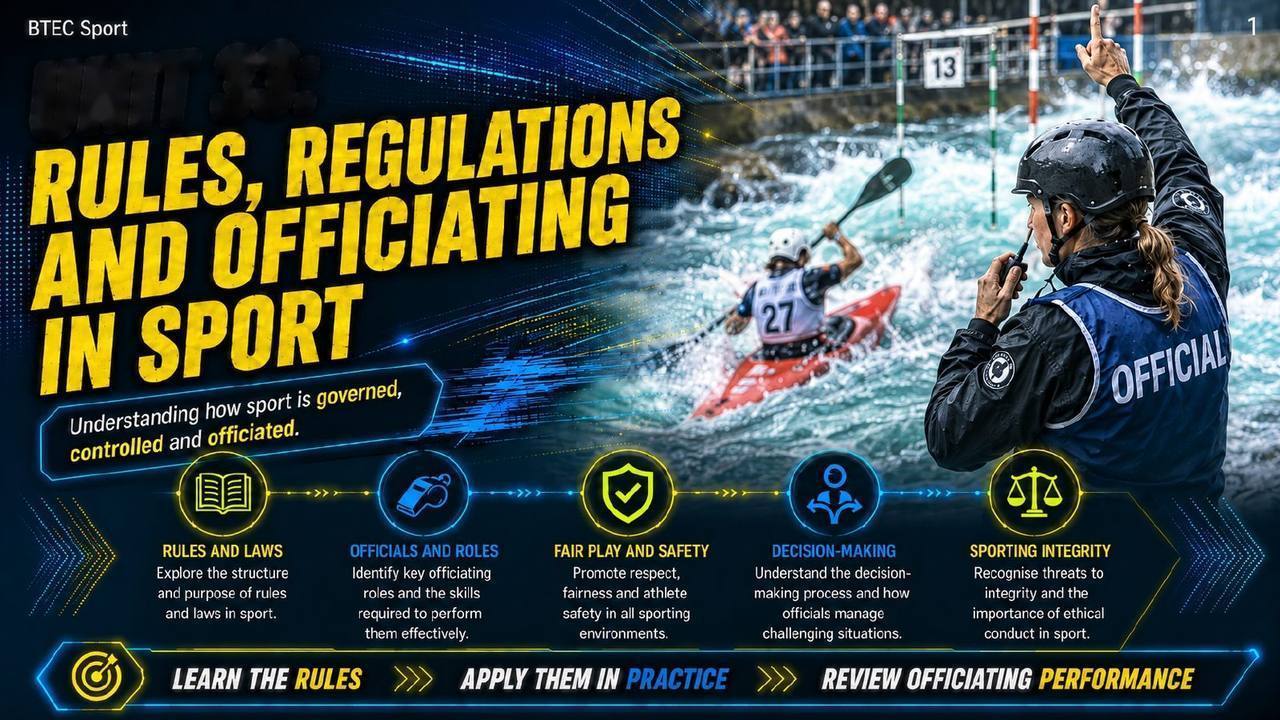 BTEC Sport
1
RULES, REGULATIONS
AND OFFICIATING
IN SPORT
Understanding how sport is governed,
controlled and officiated.
13
27
OFFICIAL
RULES AND LAWS
Explore the structure
and purpose of rules
and laws in sport.
OFFICIALS AND ROLES
Identify key officiating
roles and the skills
required to perform
them effectively.
FAIR PLAY AND SAFETY
Promote respect,
fairness and athlete
safety in all sporting
environments.
DECISION-MAKING
Understand the decision-
making process and how
officials manage
challenging situations.
SPORTING INTEGRITY
Recognise threats to
integrity and the
importance of ethical
conduct in sport.
LEARN THE RULES
APPLY THEM IN PRACTICE
REVIEW OFFICIATING PERFORMANCE